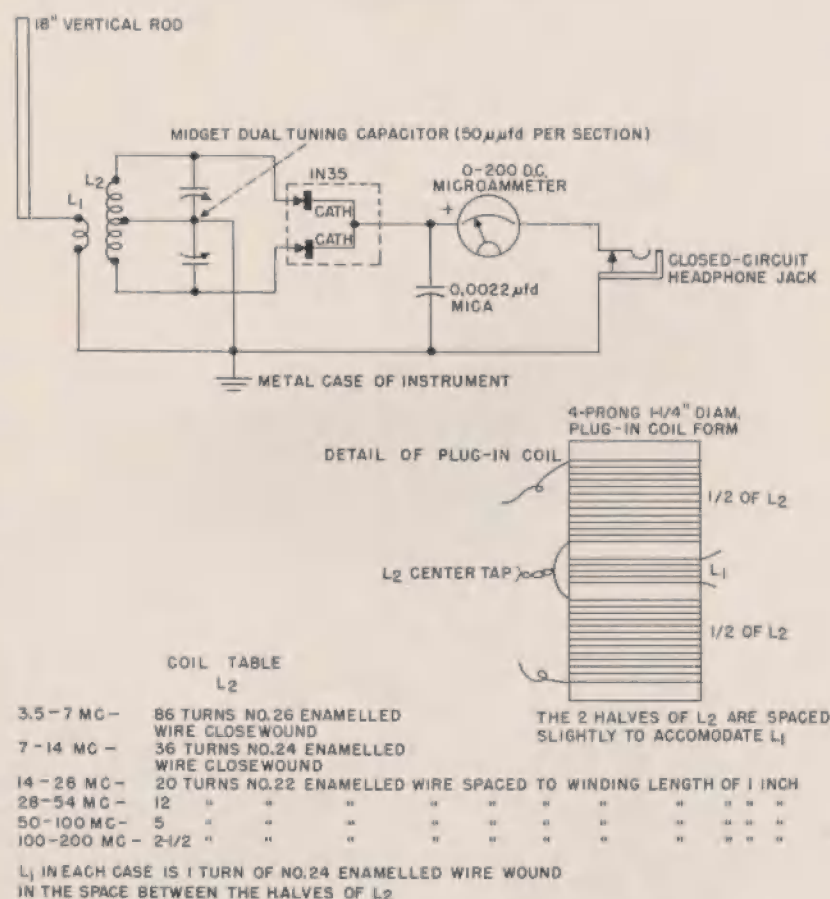 18" VERTICAL ROD
MIDGET DUAL TUNING CAPACITOR (50μμfd PER SECTION)
L1
L2
IN35
CATH
CATH
0-200 D.C.
MICROAMMETER
+
CLOSED-CIRCUIT
HEADPHONE JACK
0.0022μfd
MICA
METAL CASE OF INSTRUMENT
4-PRONG 1-1/4" DIAM.
PLUG-IN COIL FORM
DETAIL OF PLUG-IN COIL
1/2 OF L2
L2 CENTER TAP
L1
1/2 OF L2
THE 2 HALVES OF L2 ARE SPACED
SLIGHTLY TO ACCOMODATE L1
COIL TABLE
L2
3.5-7 MC- 86 TURNS NO.26 ENAMELLED
WIRE CLOSEWOUND
7-14 MC- 36 TURNS NO.24 ENAMELLED
WIRE CLOSEWOUND
14-28 MC- 20 TURNS NO.22 ENAMELLED WIRE SPACED TO WINDING LENGTH OF 1 INCH
28-54 MC- 12 " " " " " " " " " " "
50-100 MC- 5 " " " " " " " " " " "
100-200 MC- 2-1/2 " " " " " " " " " " "
L1 IN EACH CASE IS 1 TURN OF NO.24 ENAMELLED WIRE WOUND
IN THE SPACE BETWEEN THE HALVES OF L2